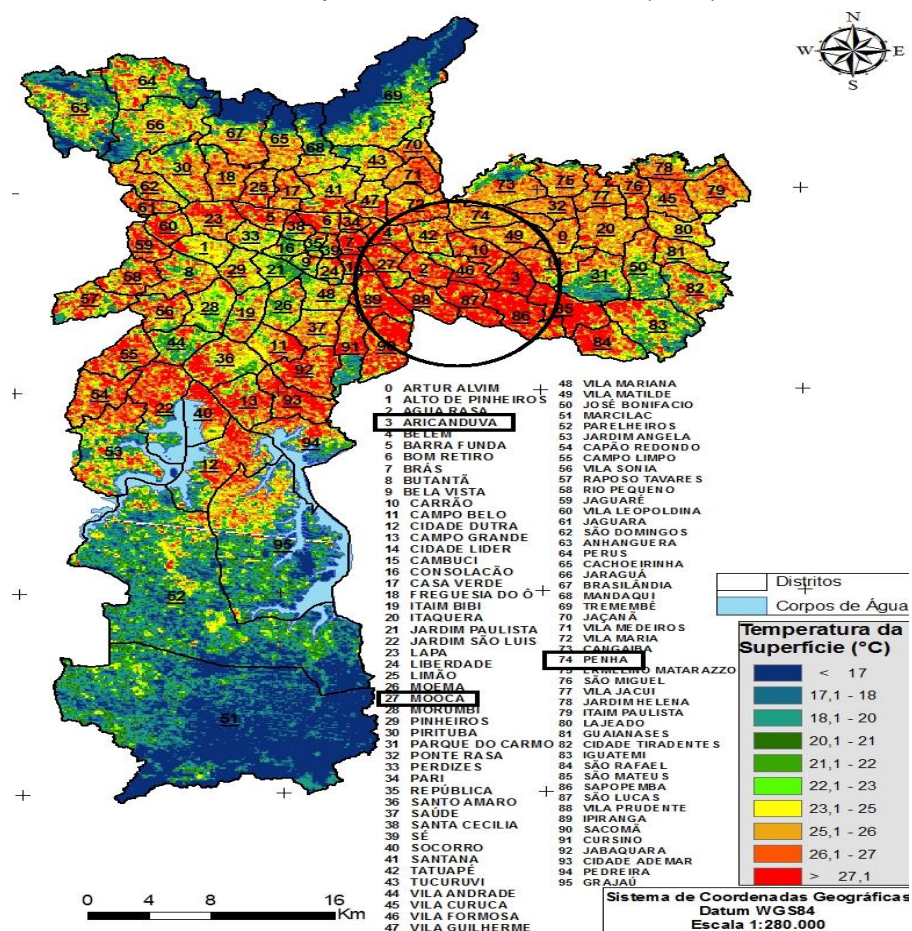 N
W E
S
0 ARTUR ALVIM
1 ALTO DE PINHEIROS
2 AGUA RASA
3 ARICANDUVA
4 BELEM
5 BARRA FUNDA
6 BOM RETIRO
7 BRÁS
8 BUTANTÃ
9 BELA VISTA
10 CARRÃO
11 CAMPO BELO
12 CIDADE DUTRA
13 CAMPO GRANDE
14 CIDADE LIDER
15 CAMBUCI
16 CONSOLAÇÃO
17 CASA VERDE
18 FREGUESIA DO Ó
19 ITAIM BIBI
20 ITAQUERA
21 JARDIM PAULISTA
22 JARDIM SÃO LUIS
23 LAPA
24 LIBERDADE
25 LIMÃO
26 MOEMA
27 MOOCA
28 MORUMBI
29 PINHEIROS
30 PIRITUBA
31 PARQUE DO CARMO
32 PONTE RASA
33 PERDIZES
34 PARI
35 REPÚBLICA
36 SANTO AMARO
37 SAÚDE
38 SANTA CECILIA
39 SÉ
40 SOCORRO
41 SANTANA
42 TATUAPÉ
43 TUCURUVI
44 VILA ANDRADE
45 VILA CURUCA
46 VILA FORMOSA
47 VILA GUILHERME
48 VILA MARIANA
49 VILA MATILDE
50 JOSÉ BONIFACIO
51 MARCILAC
52 PARELHEIROS
53 JARDIM ANGELA
54 CAPÃO REDONDO
55 CAMPO LIMPO
56 VILA SONIA
57 RAPOSO TAVARES
58 RIO PEQUENO
59 JAGUARÉ
60 VILA LEOPOLDINA
61 JAGUARA
62 SÃO DOMINGOS
63 ANHANGUERA
64 PERUS
65 CACHOEIRINHA
66 JARAGUÁ
67 BRASILÂNDIA
68 MANDAQUI
69 TREMEMBÉ
70 JAÇANÃ
71 VILA MEDEIROS
72 VILA MARIA
73 CANGAIBA
74 PENHA
75 ERMELINO MATARAZZO
76 SÃO MIGUEL
77 VILA JACUI
78 JARDIM HELENA
79 ITAIM PAULISTA
80 LAJEADO
81 GUAIANASES
82 CIDADE TIRADENTES
83 IGUATEMI
84 SÃO RAFAEL
85 SÃO MATEUS
86 SAPOPEMBA
87 SÃO LUCAS
88 VILA PRUDENTE
89 IPIRANGA
90 SACOMÃ
91 CURSINO
92 JABAQUARA
93 CIDADE ADEMAR
94 PEDREIRA
95 GRAJAÚ
Distritos
Corpos de Água
Temperatura da
Superfície (°C)
< 17
17,1 - 18
18,1 - 20
20,1 - 21
21,1 - 22
22,1 - 23
23,1 - 25
25,1 - 26
26,1 - 27
> 27,1
0 4 8 16
Km
Sistema de Coordenadas Geográficas
Datum WGS84
Escala 1:280.000